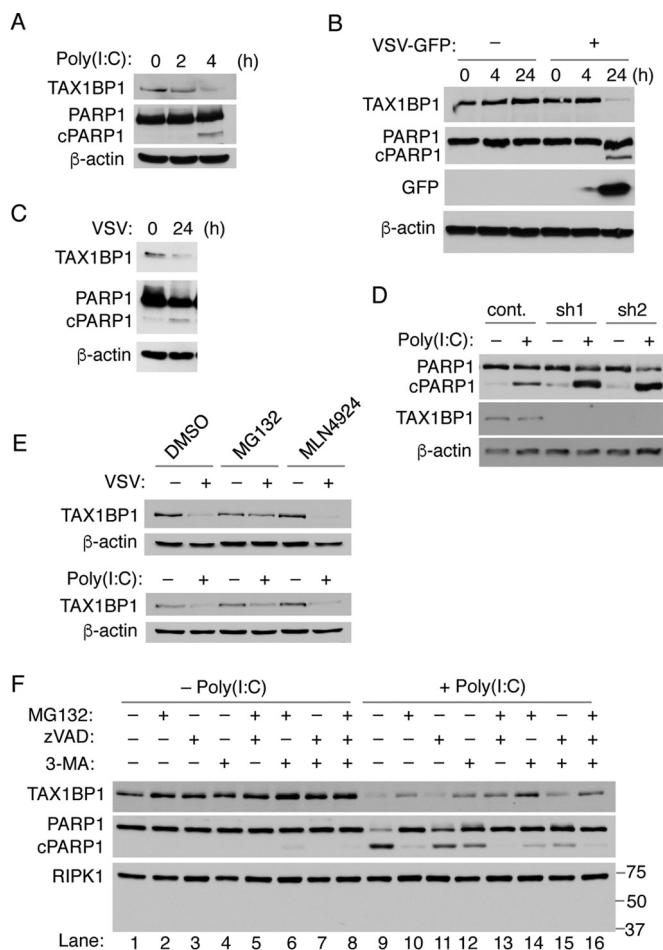 A
Poly(I:C): 0 2 4 (h)
TAX1BP1
PARP1
cPARP1
β-actin
B
VSV-GFP: – +
0 4 24 0 4 24 (h)
TAX1BP1
PARP1
cPARP1
GFP
β-actin
C
VSV: 0 24 (h)
TAX1BP1
PARP1
cPARP1
β-actin
D
cont. sh1 sh2
Poly(I:C): – + – + – +
PARP1
cPARP1
TAX1BP1
β-actin
E
DMSO MG132 MLN4924
VSV: – + – + – +
TAX1BP1
β-actin
Poly(I:C): – + – + – +
TAX1BP1
β-actin
F
– Poly(I:C) + Poly(I:C)
MG132: – + – – + + – + – + – – + + – +
zVAD: – – + – + – + + – – + – + – + +
3-MA: – – – + – + + + – – – + – + + +
TAX1BP1
PARP1
cPARP1
RIPK1
75
50
37
Lane: 1 2 3 4 5 6 7 8 9 10 11 12 13 14 15 16